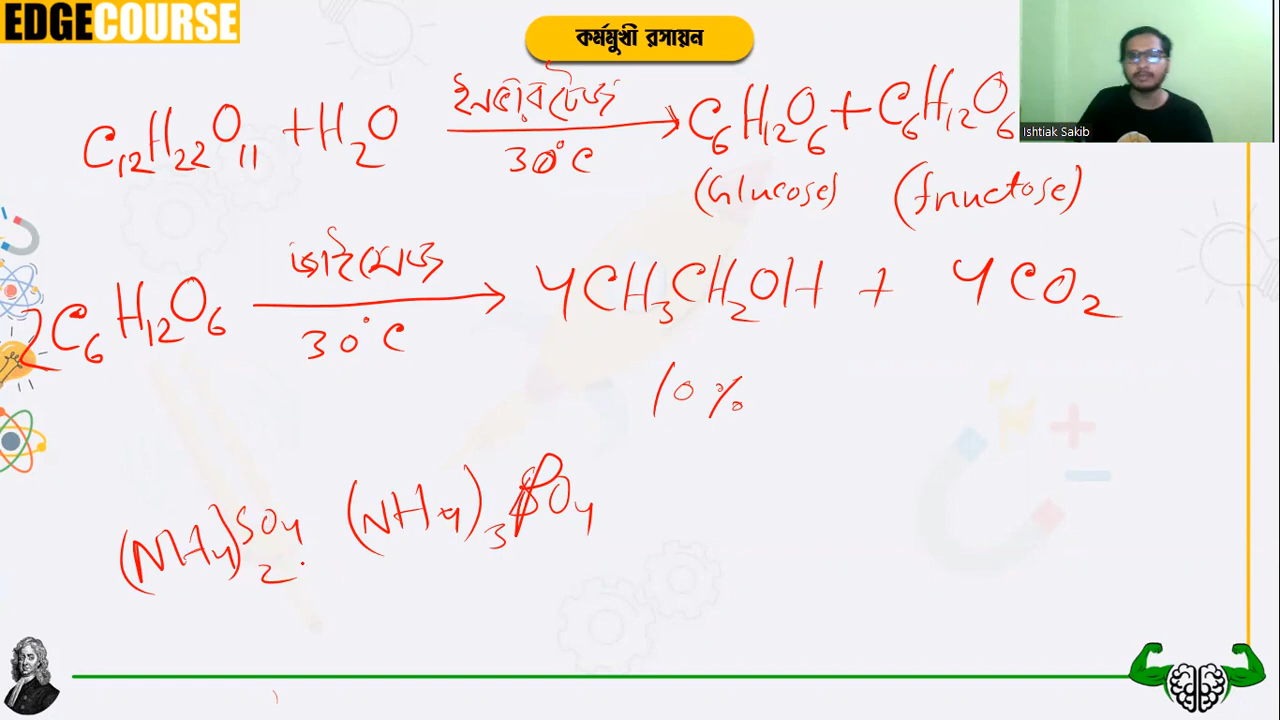 EDGECOURSE
কর্মমুখী রসায়ন
ইনভারটেজ
C₁₂H₂₂O₁₁ + H₂O → C₆H₁₂O₆ + C₆H₁₂O₆
30°C
Ishtiak Sakib
(Glucose) (fructose)
জাইমেজ
2C₆H₁₂O₆ → 4CH₃CH₂OH + 4CO₂
30°C
10%
(NH₄)₂SO₄ (NH₄)₃PO₄